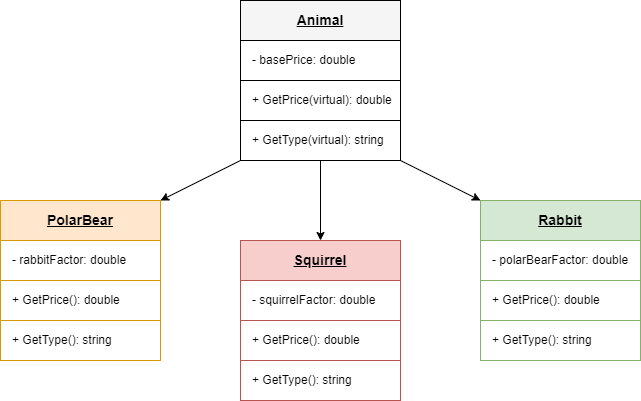 Animal
- basePrice: double
+ GetPrice(virtual): double
+ GetType(virtual): string
PolarBear
- rabbitFactor: double
+ GetPrice(): double
+ GetType(): string
Squirrel
- squirrelFactor: double
+ GetPrice(): double
+ GetType(): string
Rabbit
- polarBearFactor: double
+ GetPrice(): double
+ GetType(): string